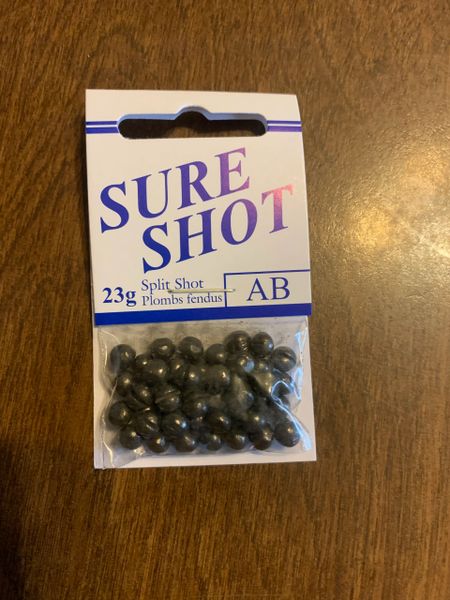 SURE
SHOT
23g Split Shot
Plombs fendus
AB